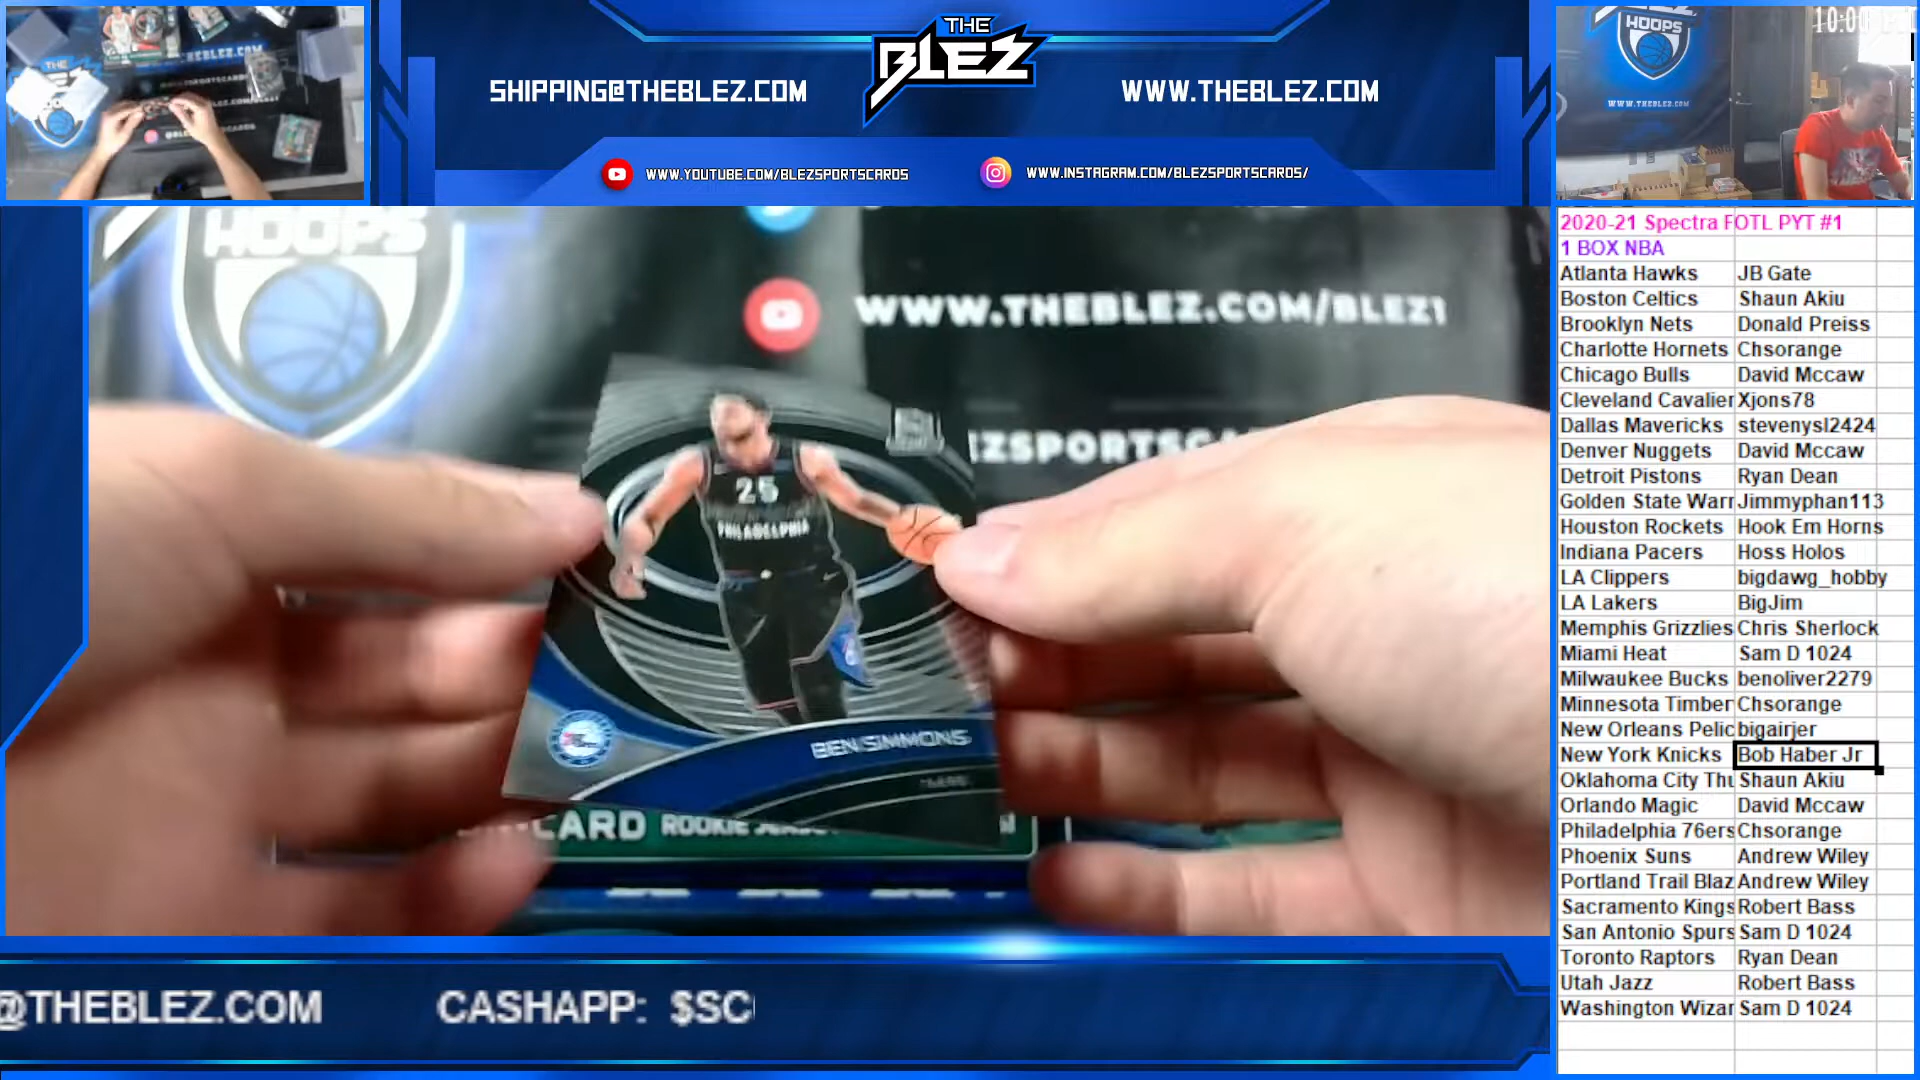 THE
BLEZ
SHIPPING@THEBLEZ.COM
WWW.THEBLEZ.COM
WWW.YOUTUBE.COM/BLEZSPORTSCARDS
WWW.INSTAGRAM.COM/BLEZSPORTSCARDS/
HOOPS
WWW.THEBLEZ.COM
HOOPS
WWW.THEBLEZ.COM/BLEZ1
EZSPORTSCA
25
PHILADELPHIA
BEN SIMMONS
CARD ROOKIE JERS
@THEBLEZ.COM CASHAPP: $SC
2020-21 Spectra FOTL PYT #1
1 BOX NBA
Atlanta Hawks JB Gate
Boston Celtics Shaun Akiu
Brooklyn Nets Donald Preiss
Charlotte Hornets Chsorange
Chicago Bulls David Mccaw
Cleveland Cavalier Xjons78
Dallas Mavericks stevenysl2424
Denver Nuggets David Mccaw
Detroit Pistons Ryan Dean
Golden State Warr Jimmyphan113
Houston Rockets Hook Em Horns
Indiana Pacers Hoss Holos
LA Clippers bigdawg_hobby
LA Lakers BigJim
Memphis Grizzlies Chris Sherlock
Miami Heat Sam D 1024
Milwaukee Bucks benoliver2279
Minnesota Timber Chsorange
New Orleans Pelic bigairjer
New York Knicks Bob Haber Jr
Oklahoma City Thu Shaun Akiu
Orlando Magic David Mccaw
Philadelphia 76ers Chsorange
Phoenix Suns Andrew Wiley
Portland Trail Blaz Andrew Wiley
Sacramento Kings Robert Bass
San Antonio Spurs Sam D 1024
Toronto Raptors Ryan Dean
Utah Jazz Robert Bass
Washington Wizar Sam D 1024